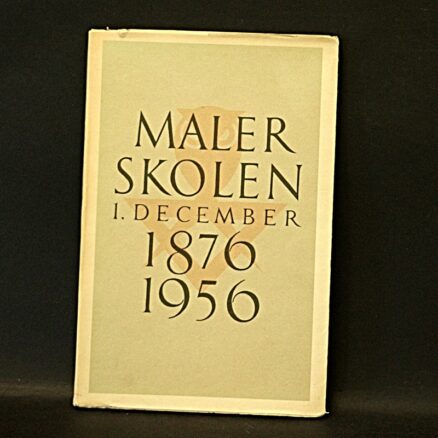 MALER
SKOLEN
1. DECEMBER
1876
1956